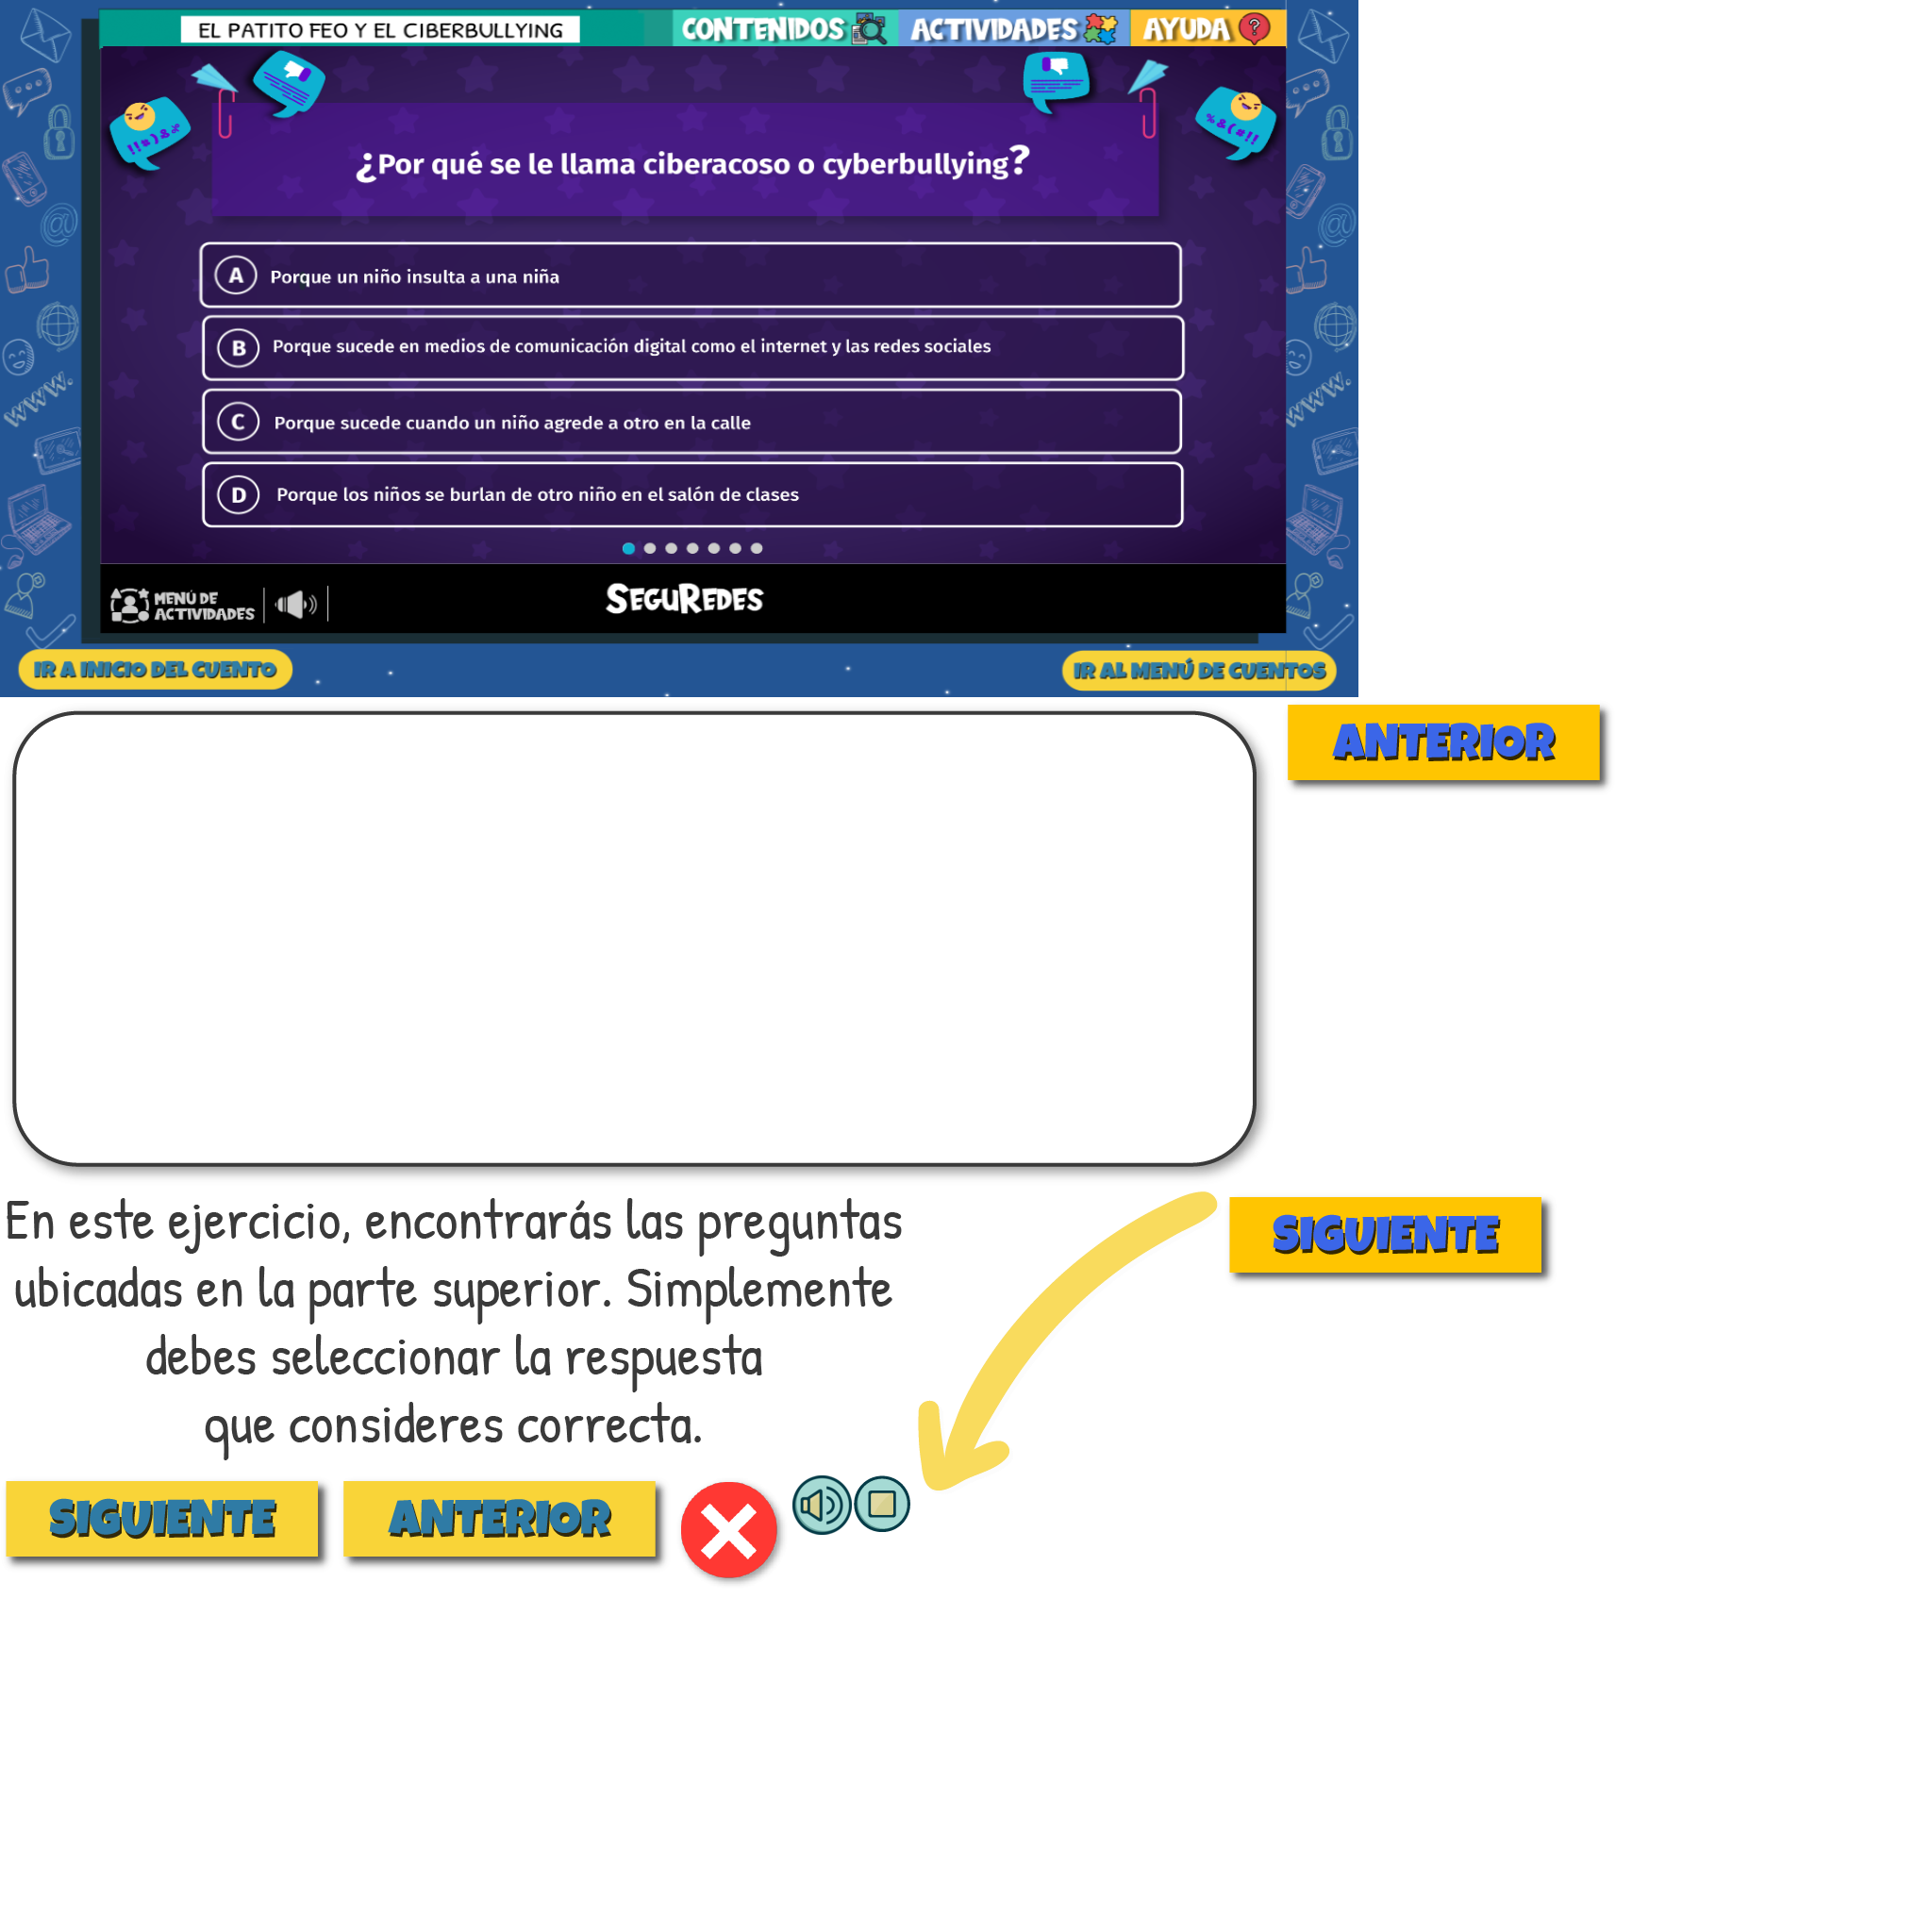 EL PATITO FEO Y EL CIBERBULLYING
CONTENIDOS
ACTIVIDADES
AYUDA
?
!!#)&%
%&(#!!
¿Por qué se le llama ciberacoso o cyberbullying?
A Porque un niño insulta a una niña
B Porque sucede en medios de comunicación digital como el internet y las redes sociales
C Porque sucede cuando un niño agrede a otro en la calle
D Porque los niños se burlan de otro niño en el salón de clases
@
@
WWW.
WWW.
MENÚ DE
ACTIVIDADES
SEGUREDES
IR A INICIO DEL CUENTO
IR AL MENÚ DE CUENTOS
ANTERIOR
En este ejercicio, encontrarás las preguntas
ubicadas en la parte superior. Simplemente
debes seleccionar la respuesta
que consideres correcta.
SIGUIENTE
SIGUIENTE
ANTERIOR